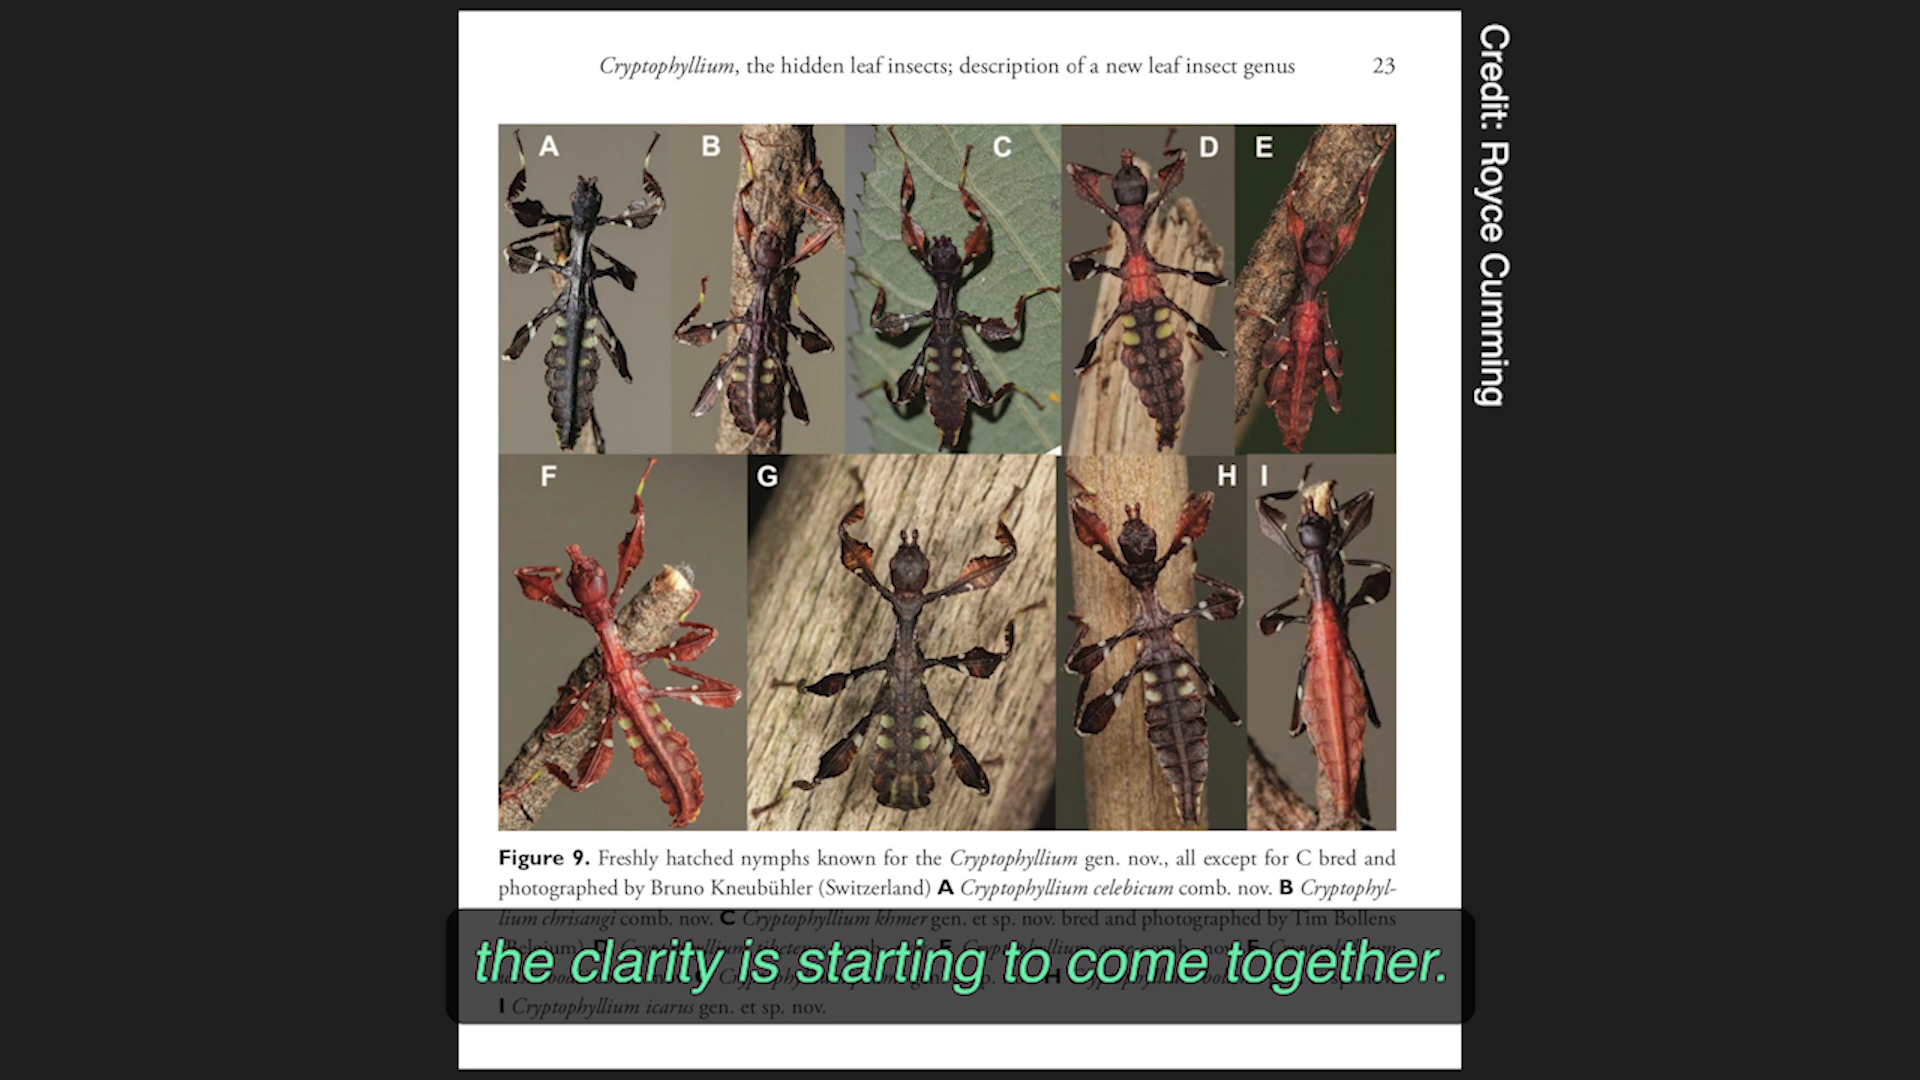 Cryptophyllium, the hidden leaf insects; description of a new leaf insect genus 23
Credit: Royce Cumming
A B C D E
F G H I
Figure 9. Freshly hatched nymphs known for the Cryptophyllium gen. nov., all except for C bred and
photographed by Bruno Kneubühler (Switzerland) A Cryptophyllium celebicum comb. nov. B Cryptophyl-
lium chrisangi comb. nov. C Cryptophyllium khmer gen. et sp. nov. bred and photographed by Tim Bollens
the clarity is starting to come together.
I Cryptophyllium icarus gen. et sp. nov.